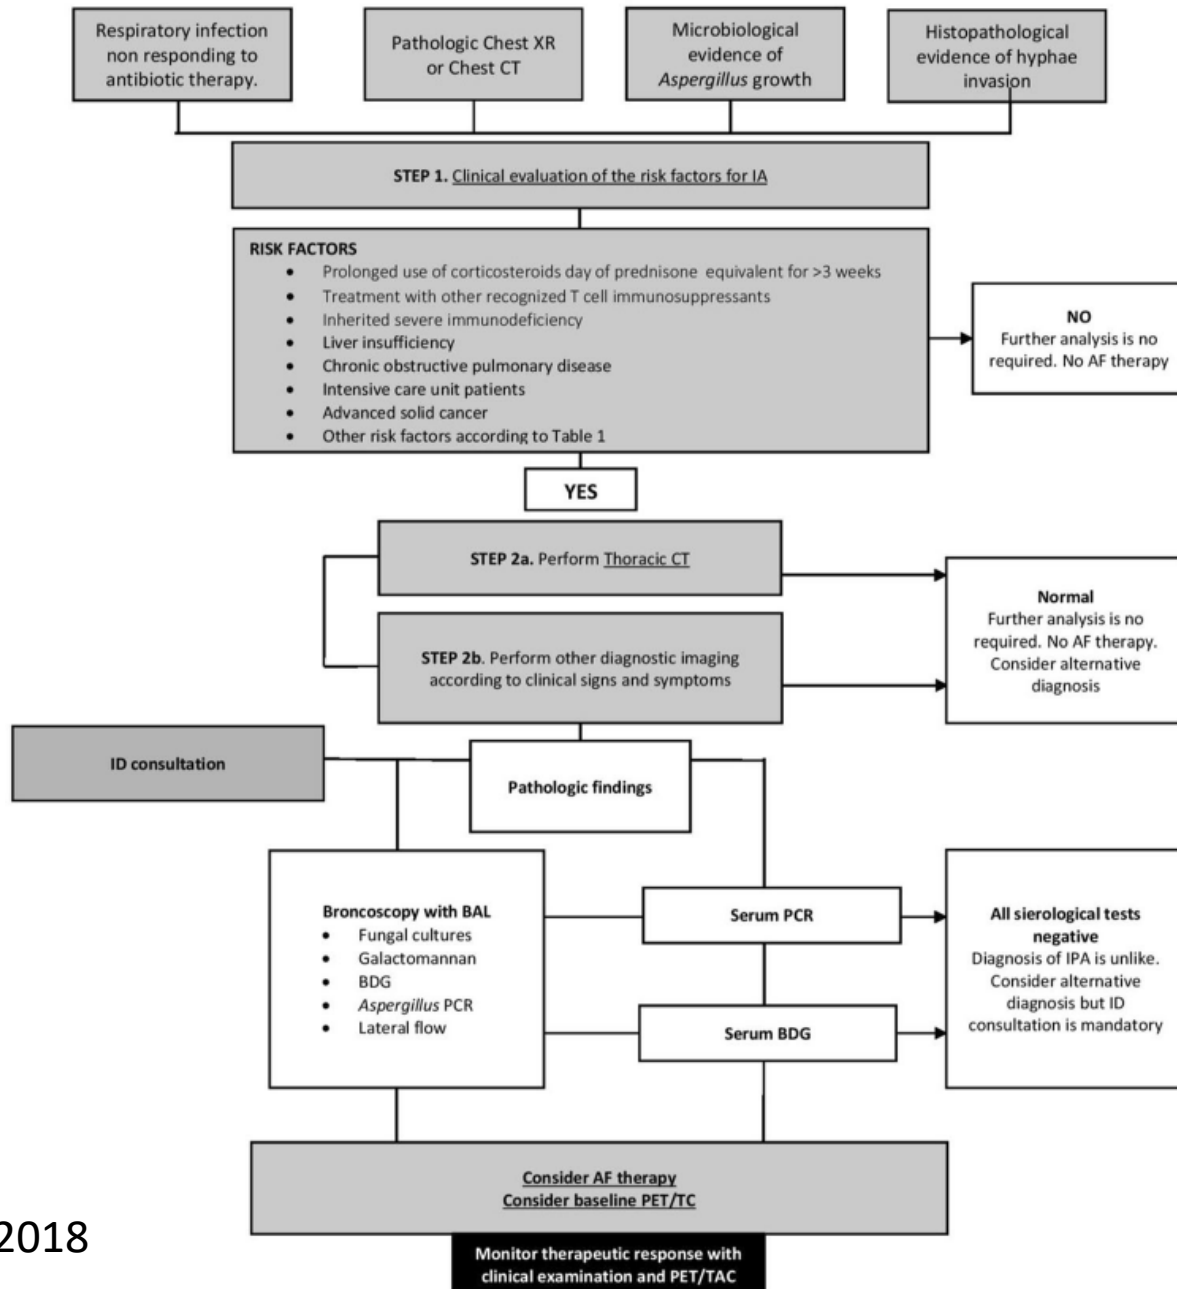 Respiratory infection
non responding to
antibiotic therapy.
Pathologic Chest XR
or Chest CT
Microbiological
evidence of
Aspergillus growth
Histopathological
evidence of hyphae
invasion
STEP 1. Clinical evaluation of the risk factors for IA
RISK FACTORS
• Prolonged use of corticosteroids day of prednisone equivalent for >3 weeks
• Treatment with other recognized T cell immunosuppressants
• Inherited severe immunodeficiency
• Liver insufficiency
• Chronic obstructive pulmonary disease
• Intensive care unit patients
• Advanced solid cancer
• Other risk factors according to Table 1
NO
Further analysis is no
required. No AF therapy
YES
STEP 2a. Perform Thoracic CT
STEP 2b. Perform other diagnostic imaging
according to clinical signs and symptoms
Normal
Further analysis is no
required. No AF therapy.
Consider alternative
diagnosis
ID consultation
Pathologic findings
Broncoscopy with BAL
• Fungal cultures
• Galactomannan
• BDG
• Aspergillus PCR
• Lateral flow
Serum PCR
Serum BDG
All sierological tests
negative
Diagnosis of IPA is unlike.
Consider alternative
diagnosis but ID
consultation is mandatory
Consider AF therapy
Consider baseline PET/TC
2018
Monitor therapeutic response with
clinical examination and PET/TAC